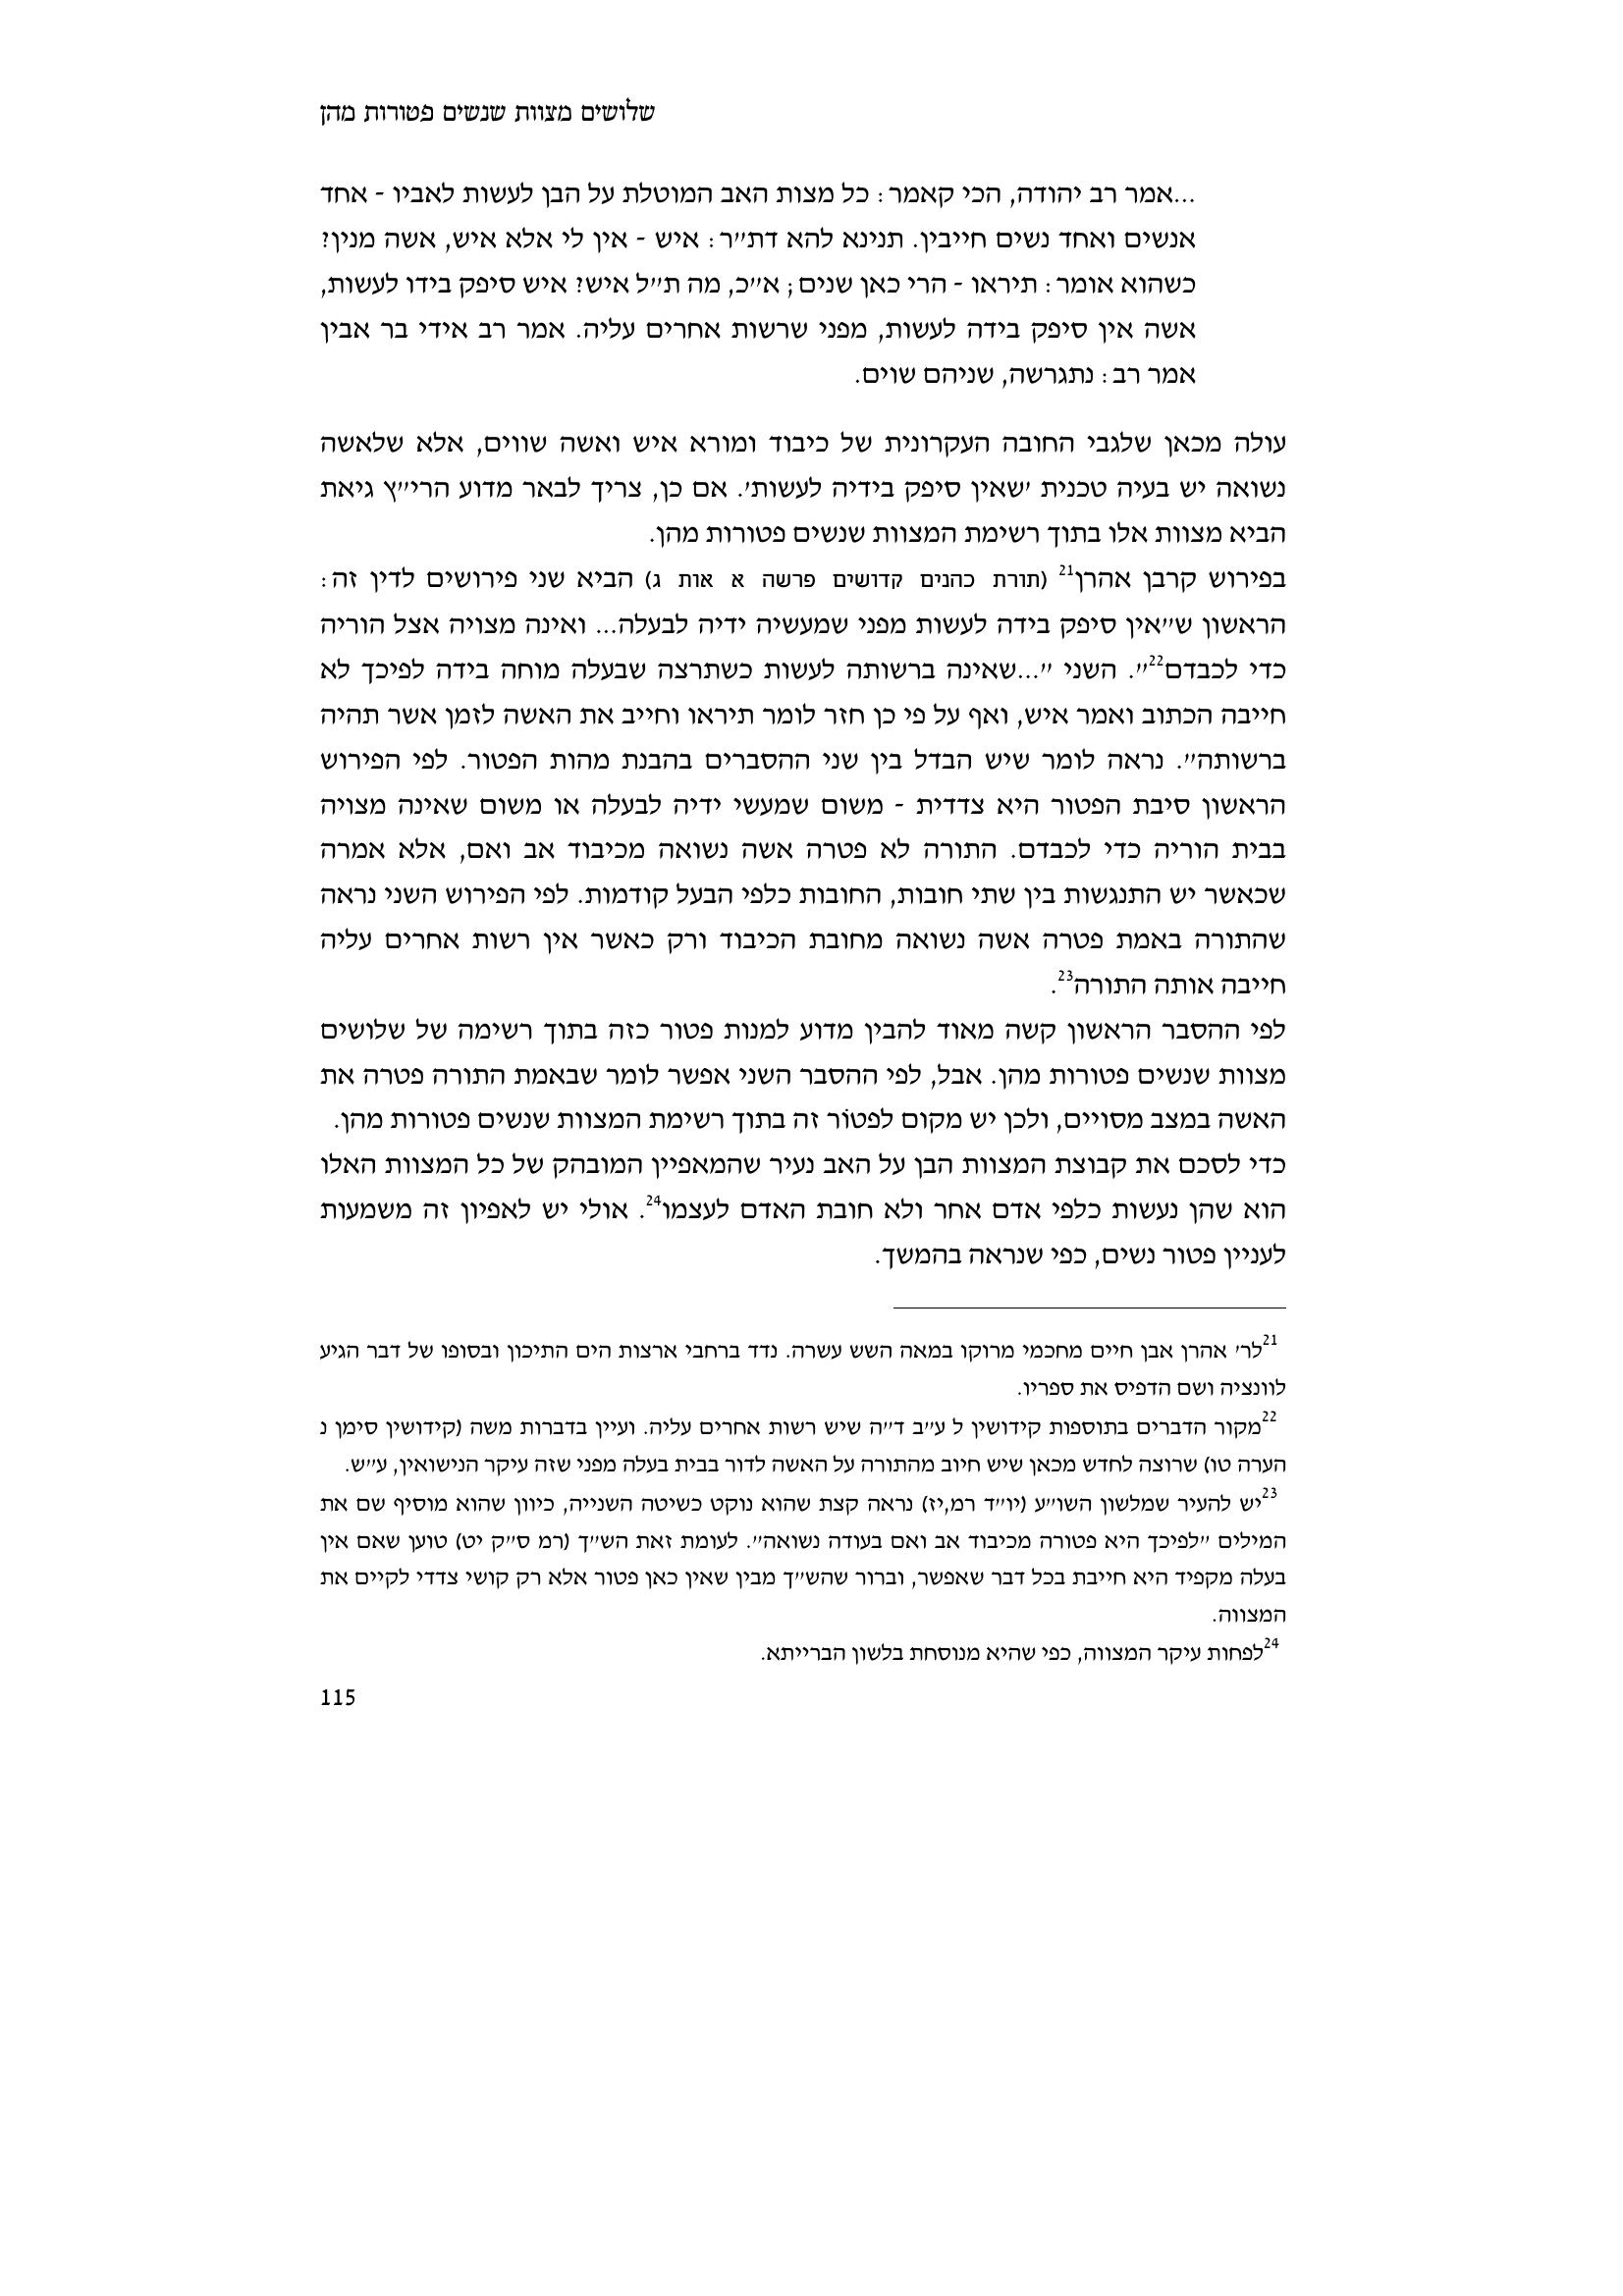 שלושים מצוות שנשים פטורות מהן
...אמר רב יהודה, הכי קאמר: כל מצות האב המוטלת על הבן לעשות לאביו - אחד
אנשים ואחד נשים חייבין. תנינא להא דת"ר: איש - אין לי אלא איש, אשה מנין?
כשהוא אומר: תיראו - הרי כאן שנים; א"כ, מה ת"ל איש? איש סיפק בידו לעשות,
אשה אין סיפק בידה לעשות, מפני שרשות אחרים עליה. אמר רב אידי בר אבין
אמר רב: נתגרשה, שניהם שוים.
עולה מכאן שלגבי החובה העקרונית של כיבוד ומורא איש ואשה שווים, אלא שלאשה
נשואה יש בעיה טכנית 'שאין סיפק בידיה לעשות'. אם כן, צריך לבאר מדוע הרי"ץ גיאת
הביא מצוות אלו בתוך רשימת המצוות שנשים פטורות מהן.
בפירוש קרבן אהרן21 (תורת כהנים קדושים פרשה א אות ג) הביא שני פירושים לדין זה:
הראשון ש"אין סיפק בידה לעשות מפני שמעשיה ידיה לבעלה... ואינה מצויה אצל הוריה
כדי לכבדם22". השני "...שאינה ברשותה לעשות כשתרצה שבעלה מוחה בידה לפיכך לא
חייבה הכתוב ואמר איש, ואף על פי כן חזר לומר תיראו וחייב את האשה לזמן אשר תהיה
ברשותה". נראה לומר שיש הבדל בין שני ההסברים בהבנת מהות הפטור. לפי הפירוש
הראשון סיבת הפטור היא צדדית - משום שמעשי ידיה לבעלה או משום שאינה מצויה
בבית הוריה כדי לכבדם. התורה לא פטרה אשה נשואה מכיבוד אב ואם, אלא אמרה
שכאשר יש התנגשות בין שתי חובות, החובות כלפי הבעל קודמות. לפי הפירוש השני נראה
שהתורה באמת פטרה אשה נשואה מחובת הכיבוד ורק כאשר אין רשות אחרים עליה
חייבה אותה התורה23.
לפי ההסבר הראשון קשה מאוד להבין מדוע למנות פטור כזה בתוך רשימה של שלושים
מצוות שנשים פטורות מהן. אבל, לפי ההסבר השני אפשר לומר שבאמת התורה פטרה את
האשה במצב מסויים, ולכן יש מקום לפטוֹר זה בתוך רשימת המצוות שנשים פטורות מהן.
כדי לסכם את קבוצת המצוות הבן על האב נעיר שהמאפיין המובהק של כל המצוות האלו
הוא שהן נעשות כלפי אדם אחר ולא חובת האדם לעצמו24. אולי יש לאפיון זה משמעות
לעניין פטור נשים, כפי שנראה בהמשך.
21לר' אהרן אבן חיים מחכמי מרוקו במאה השש עשרה. נדד ברחבי ארצות הים התיכון ובסופו של דבר הגיע
לוונציה ושם הדפיס את ספריו.
22מקור הדברים בתוספות קידושין ל ע"ב ד"ה שיש רשות אחרים עליה. ועיין בדברות משה (קידושין סימן נ
הערה טו) שרוצה לחדש מכאן שיש חיוב מהתורה על האשה לדור בבית בעלה מפני שזה עיקר הנישואין, ע"ש.
23יש להעיר שמלשון השו"ע (יו"ד רמ,יז) נראה קצת שהוא נוקט כשיטה השנייה, כיוון שהוא מוסיף שם את
המילים "לפיכך היא פטורה מכיבוד אב ואם בעודה נשואה". לעומת זאת הש"ך (רמ ס"ק יט) טוען שאם אין
בעלה מקפיד היא חייבת בכל דבר שאפשר, וברור שהש"ך מבין שאין כאן פטור אלא רק קושי צדדי לקיים את
המצווה.
24לפחות עיקר המצווה, כפי שהיא מנוסחת בלשון הברייתא.
115